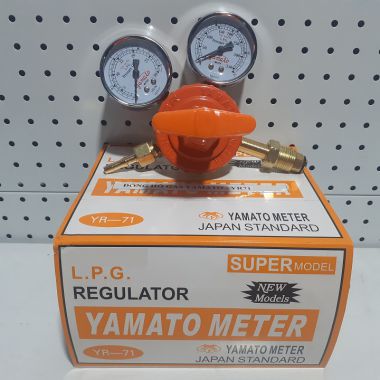 YR—71
YAMATO METER
JAPAN STANDARD
L.P.G.
SUPER MODEL
REGULATOR
NEW
Models
YAMATO METER
YR—71
YAMATO METER
JAPAN STANDARD